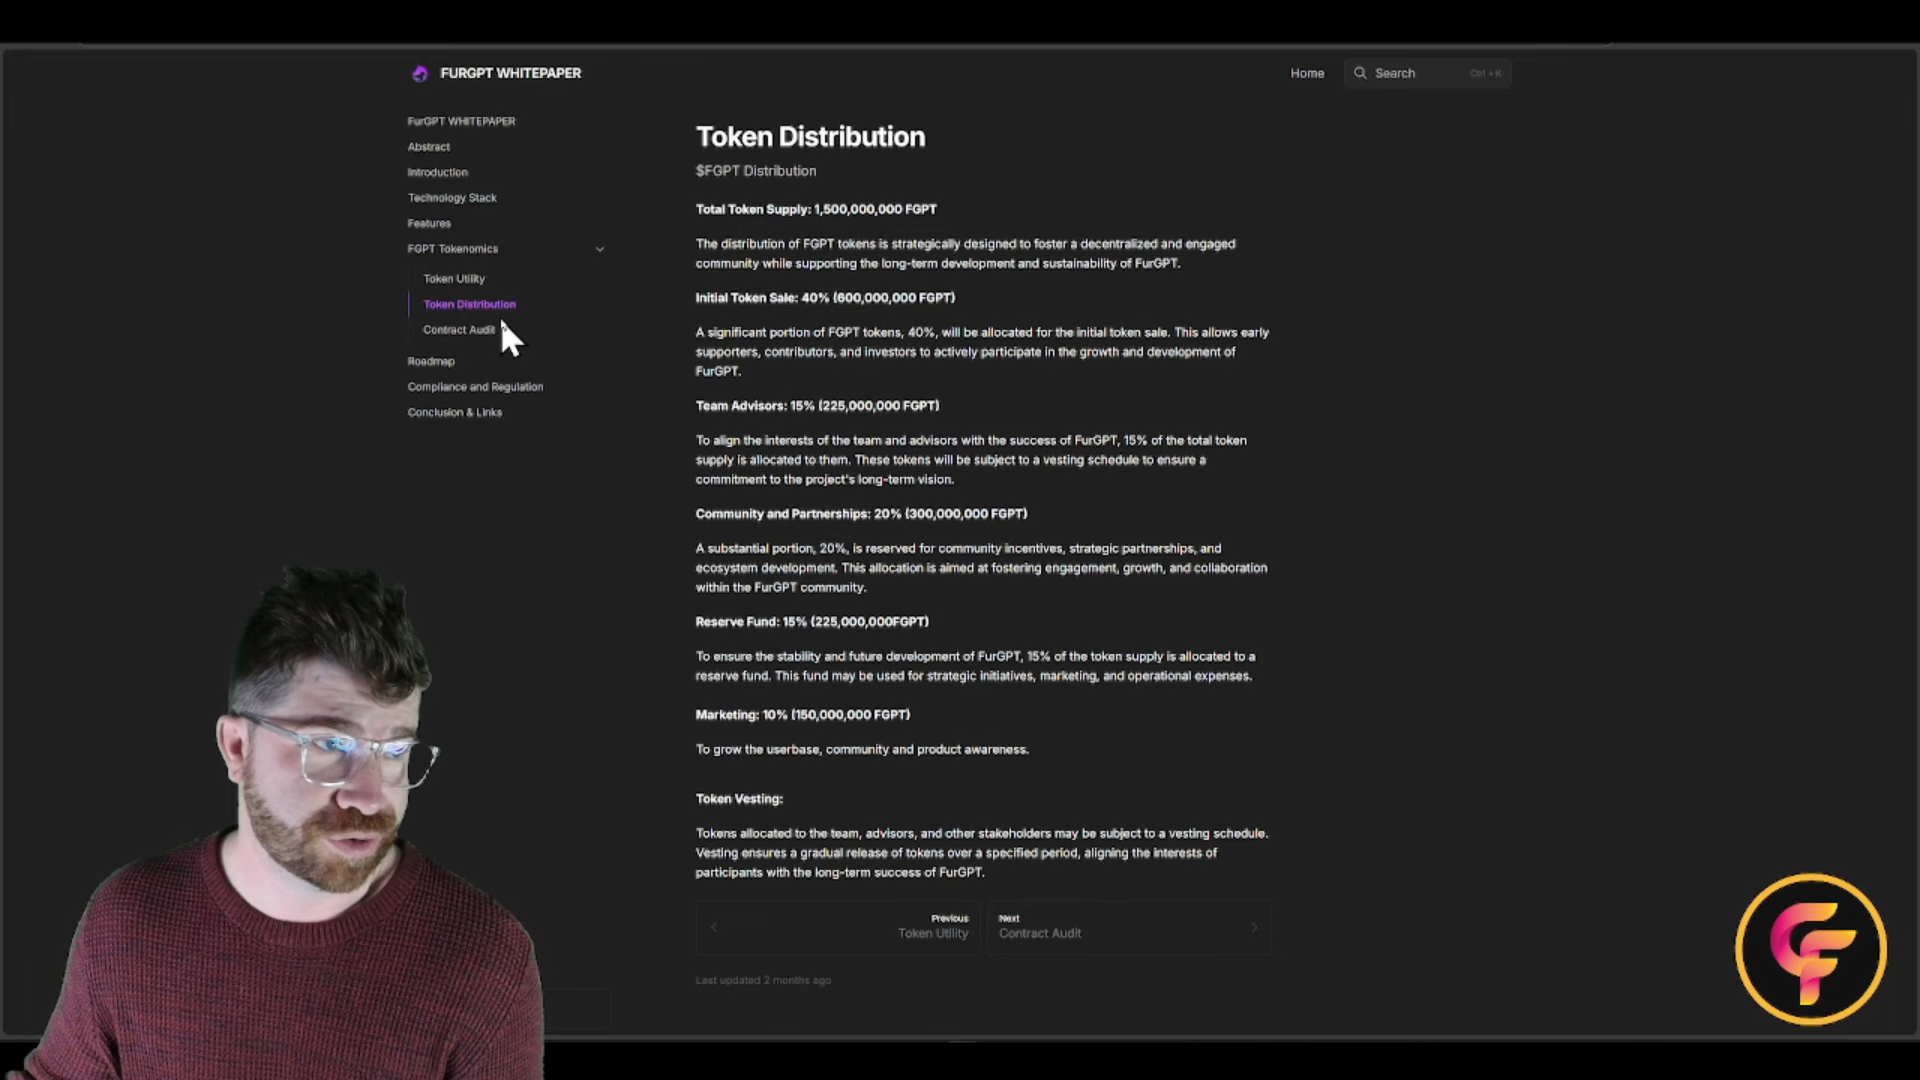 FURGPT WHITEPAPER
Home
Search
Ctrl + K
FurGPT WHITEPAPER
Abstract
Introduction
Technology Stack
Features
FGPT Tokenomics
Token Utility
Token Distribution
Contract Audit
Roadmap
Compliance and Regulation
Conclusion & Links
Token Distribution
$FGPT Distribution
Total Token Supply: 1,500,000,000 FGPT
The distribution of FGPT tokens is strategically designed to foster a decentralized and engaged
community while supporting the long-term development and sustainability of FurGPT.
Initial Token Sale: 40% (600,000,000 FGPT)
A significant portion of FGPT tokens, 40%, will be allocated for the initial token sale. This allows early
supporters, contributors, and investors to actively participate in the growth and development of
FurGPT.
Team Advisors: 15% (225,000,000 FGPT)
To align the interests of the team and advisors with the success of FurGPT, 15% of the total token
supply is allocated to them. These tokens will be subject to a vesting schedule to ensure a
commitment to the project's long-term vision.
Community and Partnerships: 20% (300,000,000 FGPT)
A substantial portion, 20%, is reserved for community incentives, strategic partnerships, and
ecosystem development. This allocation is aimed at fostering engagement, growth, and collaboration
within the FurGPT community.
Reserve Fund: 15% (225,000,000FGPT)
To ensure the stability and future development of FurGPT, 15% of the token supply is allocated to a
reserve fund. This fund may be used for strategic initiatives, marketing, and operational expenses.
Marketing: 10% (150,000,000 FGPT)
To grow the userbase, community and product awareness.
Token Vesting:
Tokens allocated to the team, advisors, and other stakeholders may be subject to a vesting schedule.
Vesting ensures a gradual release of tokens over a specified period, aligning the interests of
participants with the long-term success of FurGPT.
Previous
Token Utility
Next
Contract Audit
Last updated 2 months ago